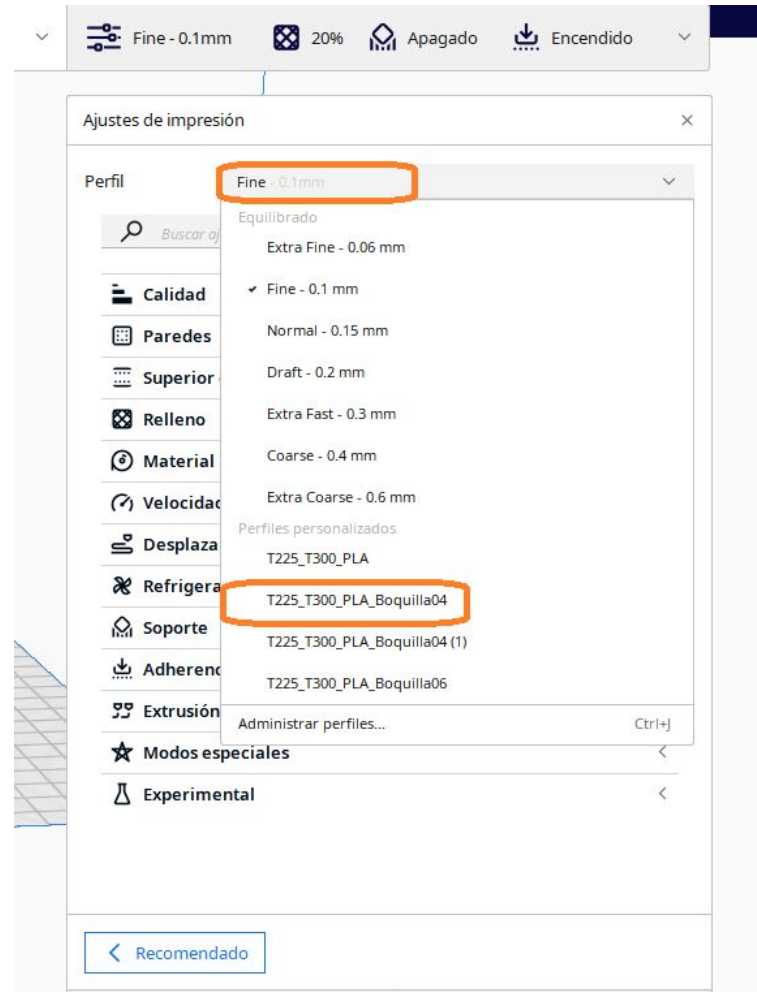 Fine - 0.1mm 20% Apagado Encendido
Ajustes de impresión
Perfil Fine - 0.1mm
Buscar aj
Equilibrado
Extra Fine - 0.06 mm
Calidad Fine - 0.1 mm
Paredes Normal - 0.15 mm
Superior Draft - 0.2 mm
Relleno Extra Fast - 0.3 mm
Material Coarse - 0.4 mm
Velocidad Extra Coarse - 0.6 mm
Perfiles personalizados
Desplaza T225_T300_PLA
Refrigera T225_T300_PLA_Boquilla04
Soporte T225_T300_PLA_Boquilla04 (1)
Adherenc T225_T300_PLA_Boquilla06
Extrusión Administrar perfiles... Ctrl+J
Modos especiales
Experimental
Recomendado